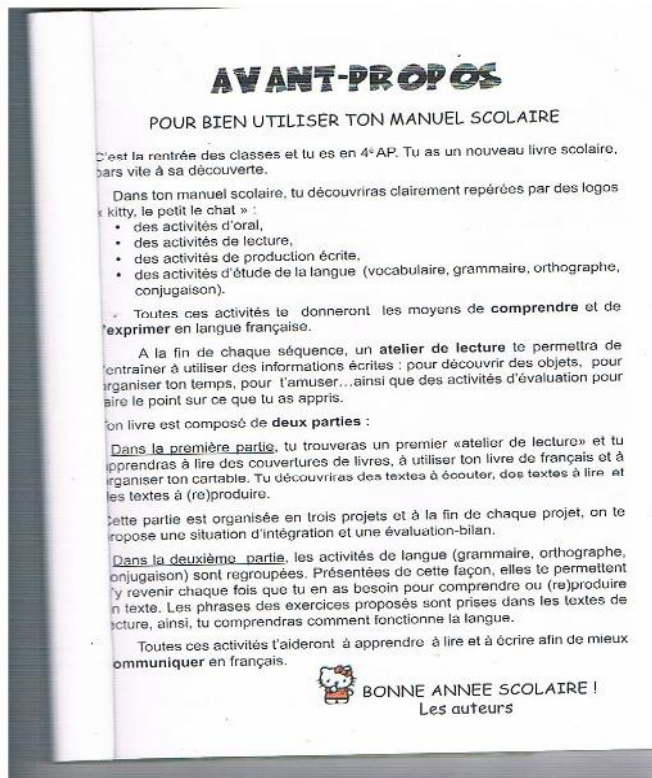 AVANT-PROPOS
POUR BIEN UTILISER TON MANUEL SCOLAIRE
C'est la rentrée des classes et tu es en 4e AP. Tu as un nouveau livre scolaire,
pars vite à sa découverte.
Dans ton manuel scolaire, tu découvriras clairement repérées par des logos
« kitty, le petit le chat » :
• des activités d'oral,
• des activités de lecture,
• des activités de production écrite,
• des activités d'étude de la langue (vocabulaire, grammaire, orthographe,
conjugaison).
Toutes ces activités te donneront les moyens de comprendre et de
'exprimer en langue française.
A la fin de chaque séquence, un atelier de lecture te permettra de
'entraîner à utiliser des informations écrites : pour découvrir des objets, pour
rganiser ton temps, pour t'amuser...ainsi que des activités d'évaluation pour
aire le point sur ce que tu as appris.
on livre est composé de deux parties :
Dans la première partie, tu trouveras un premier «atelier de lecture» et tu
pprendras à lire des couvertures de livres, à utiliser ton livre de français et à
rganiser ton cartable. Tu découvriras des textes à écouter, des textes à lire et
es textes à (re)produire.
Cette partie est organisée en trois projets et à la fin de chaque projet, on te
ropose une situation d'intégration et une évaluation-bilan.
Dans la deuxième partie, les activités de langue (grammaire, orthographe,
onjugaison) sont regroupées. Présentées de cette façon, elles te permettent
'y revenir chaque fois que tu en as besoin pour comprendre ou (re)produire
n texte. Les phrases des exercices proposés sont prises dans les textes de
ecture, ainsi, tu comprendras comment fonctionne la langue.
Toutes ces activités t'aideront à apprendre à lire et à écrire afin de mieux
ommuniquer en français.
BONNE ANNEE SCOLAIRE !
Les auteurs